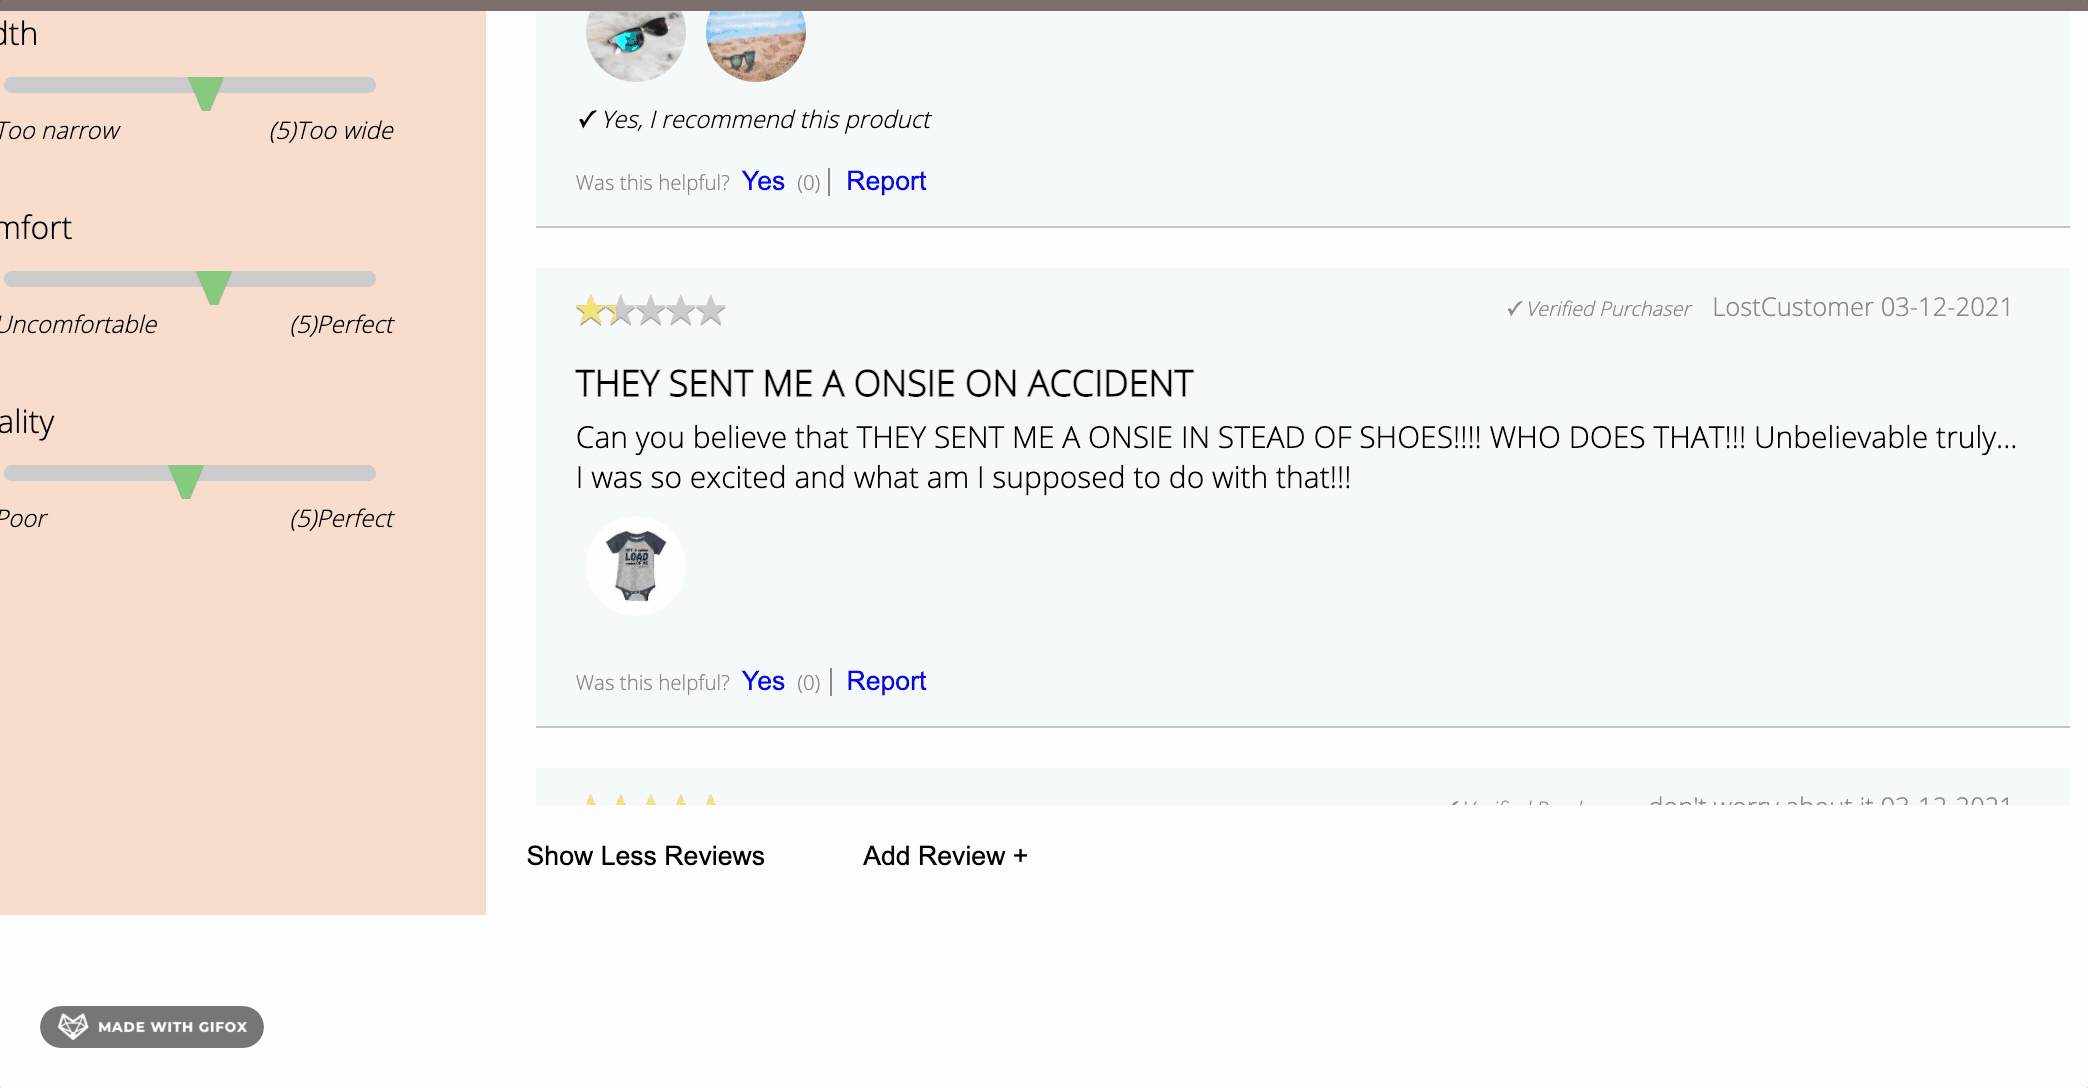 dth
Too narrow (5)Too wide
mfort
Uncomfortable (5)Perfect
ality
Poor (5)Perfect
✓ Yes, I recommend this product
Was this helpful? Yes (0) | Report
✓ Verified Purchaser LostCustomer 03-12-2021
THEY SENT ME A ONSIE ON ACCIDENT
Can you believe that THEY SENT ME A ONSIE IN STEAD OF SHOES!!!! WHO DOES THAT!!! Unbelievable truly...
I was so excited and what am I supposed to do with that!!!
LOAD
OF ME
Was this helpful? Yes (0) | Report
don't worry about it 03-12-2021
Show Less Reviews Add Review +
MADE WITH GIFOX